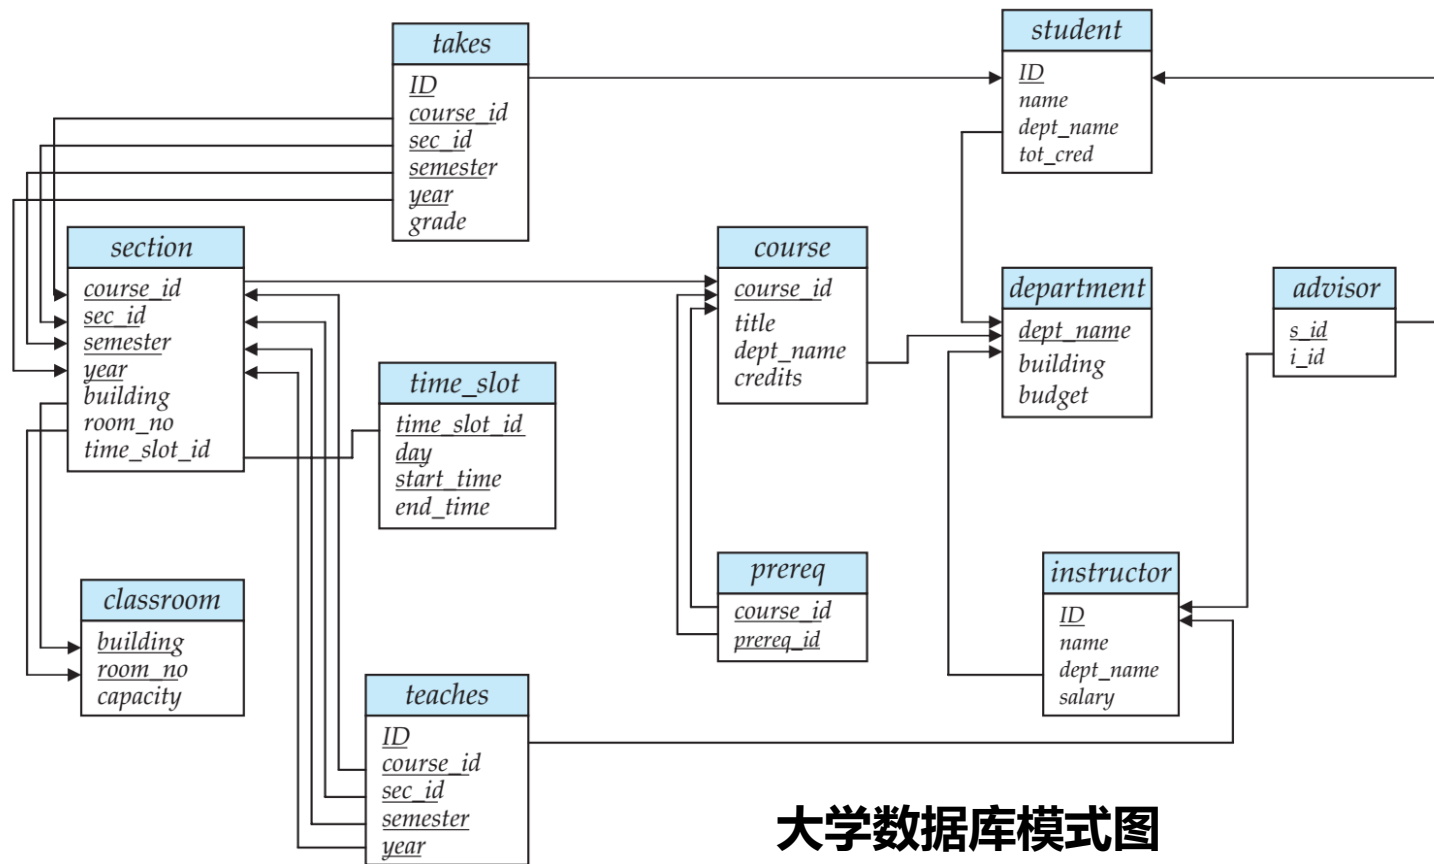 takes
ID
course_id
sec_id
semester
year
grade
student
ID
name
dept_name
tot_cred
section
course_id
sec_id
semester
year
building
room_no
time_slot_id
time_slot
time_slot_id
day
start_time
end_time
course
course_id
title
dept_name
credits
department
dept_name
building
budget
advisor
s_id
i_id
classroom
building
room_no
capacity
prereq
course_id
prereq_id
instructor
ID
name
dept_name
salary
teaches
ID
course_id
sec_id
semester
year
大学数据库模式图